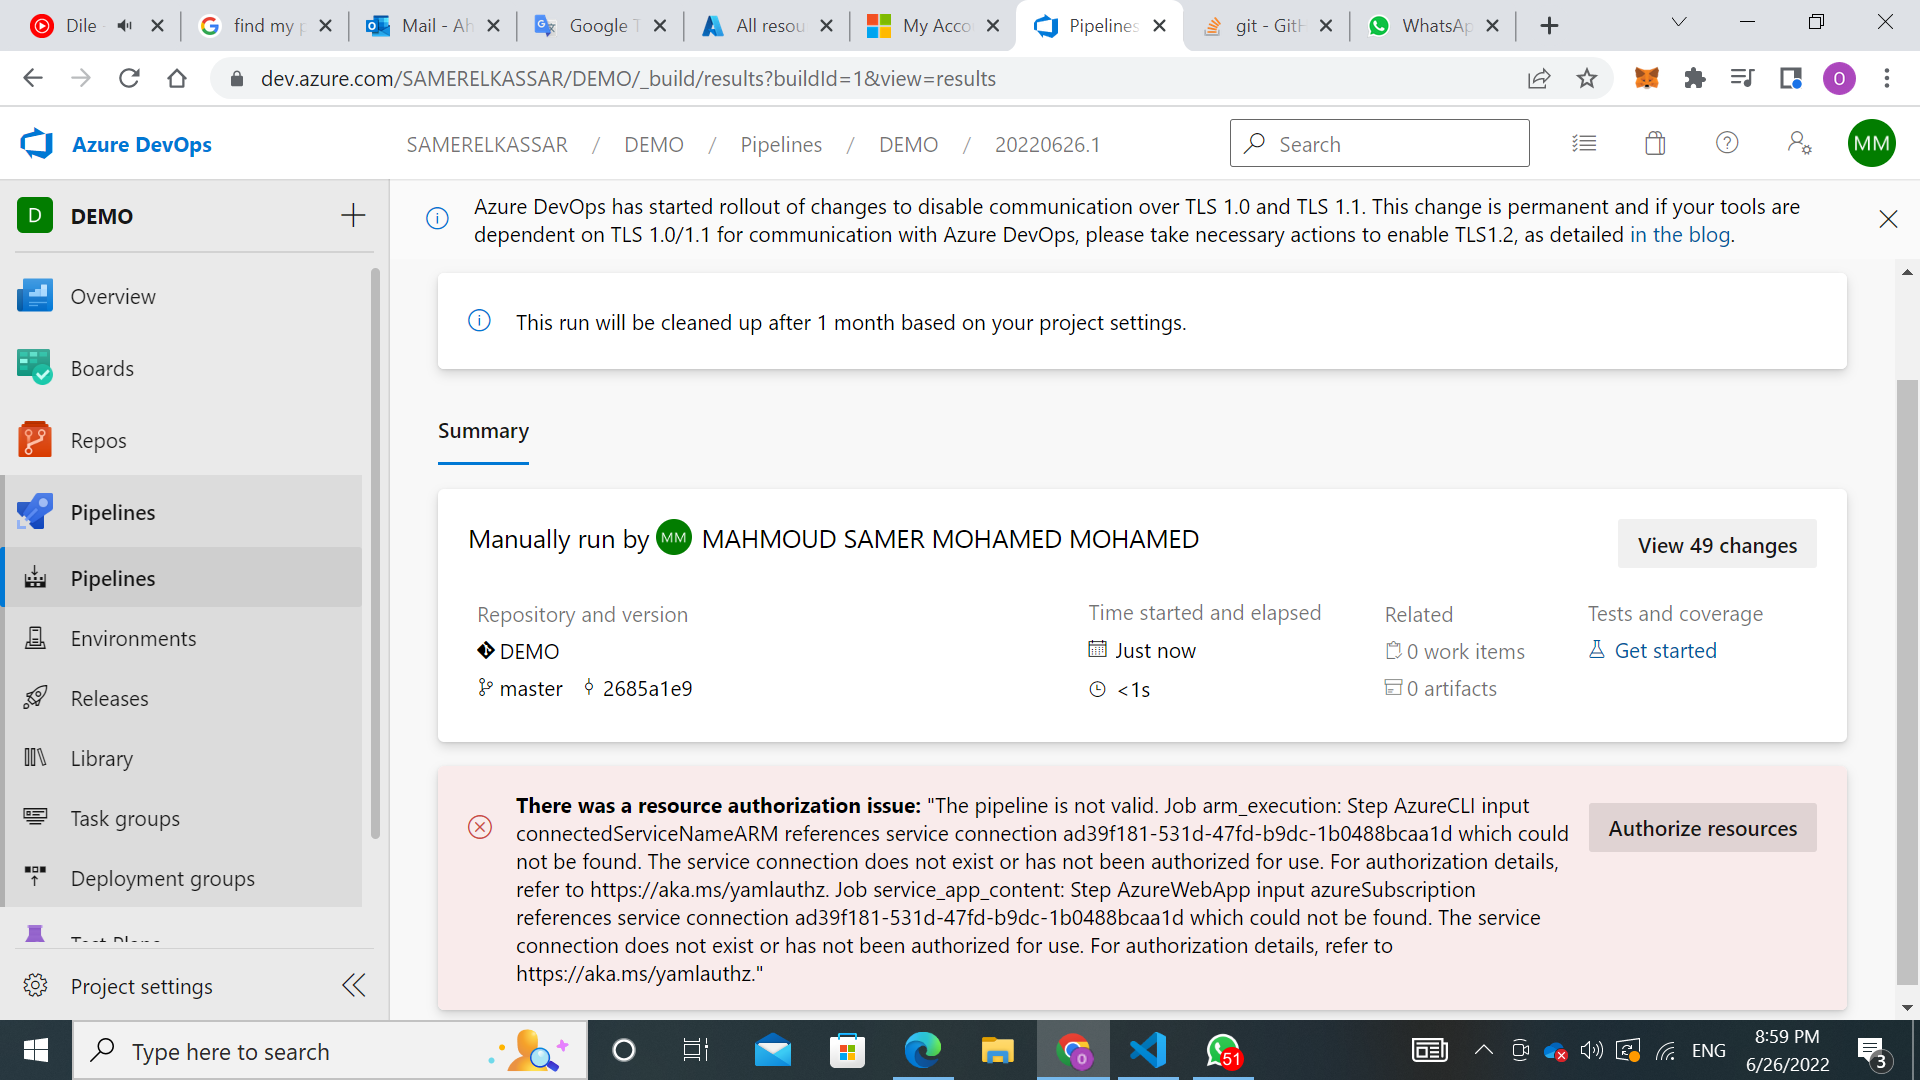 Dile
find my p
Mail - Ah
Google T
All resou
My Acco
Pipelines
git - GitH
WhatsAp
dev.azure.com/SAMERELKASSAR/DEMO/_build/results?buildId=1&view=results
O
Azure DevOps
SAMERELKASSAR / DEMO / Pipelines / DEMO / 20220626.1
Search
MM
D DEMO
Azure DevOps has started rollout of changes to disable communication over TLS 1.0 and TLS 1.1. This change is permanent and if your tools are
dependent on TLS 1.0/1.1 for communication with Azure DevOps, please take necessary actions to enable TLS1.2, as detailed in the blog.
Overview
Boards
Repos
Pipelines
Pipelines
Environments
Releases
Library
Task groups
Deployment groups
Test Plans
Project settings
This run will be cleaned up after 1 month based on your project settings.
Summary
Manually run by MM MAHMOUD SAMER MOHAMED MOHAMED
View 49 changes
Repository and version
DEMO
master 2685a1e9
Time started and elapsed
Just now
<1s
Related
0 work items
0 artifacts
Tests and coverage
Get started
There was a resource authorization issue: "The pipeline is not valid. Job arm_execution: Step AzureCLI input
connectedServiceNameARM references service connection ad39f181-531d-47fd-b9dc-1b0488bcaa1d which could
not be found. The service connection does not exist or has not been authorized for use. For authorization details,
refer to https://aka.ms/yamlauthz. Job service_app_content: Step AzureWebApp input azureSubscription
references service connection ad39f181-531d-47fd-b9dc-1b0488bcaa1d which could not be found. The service
connection does not exist or has not been authorized for use. For authorization details, refer to
https://aka.ms/yamlauthz."
Authorize resources
Type here to search
O
51
ENG
8:59 PM
6/26/2022
3